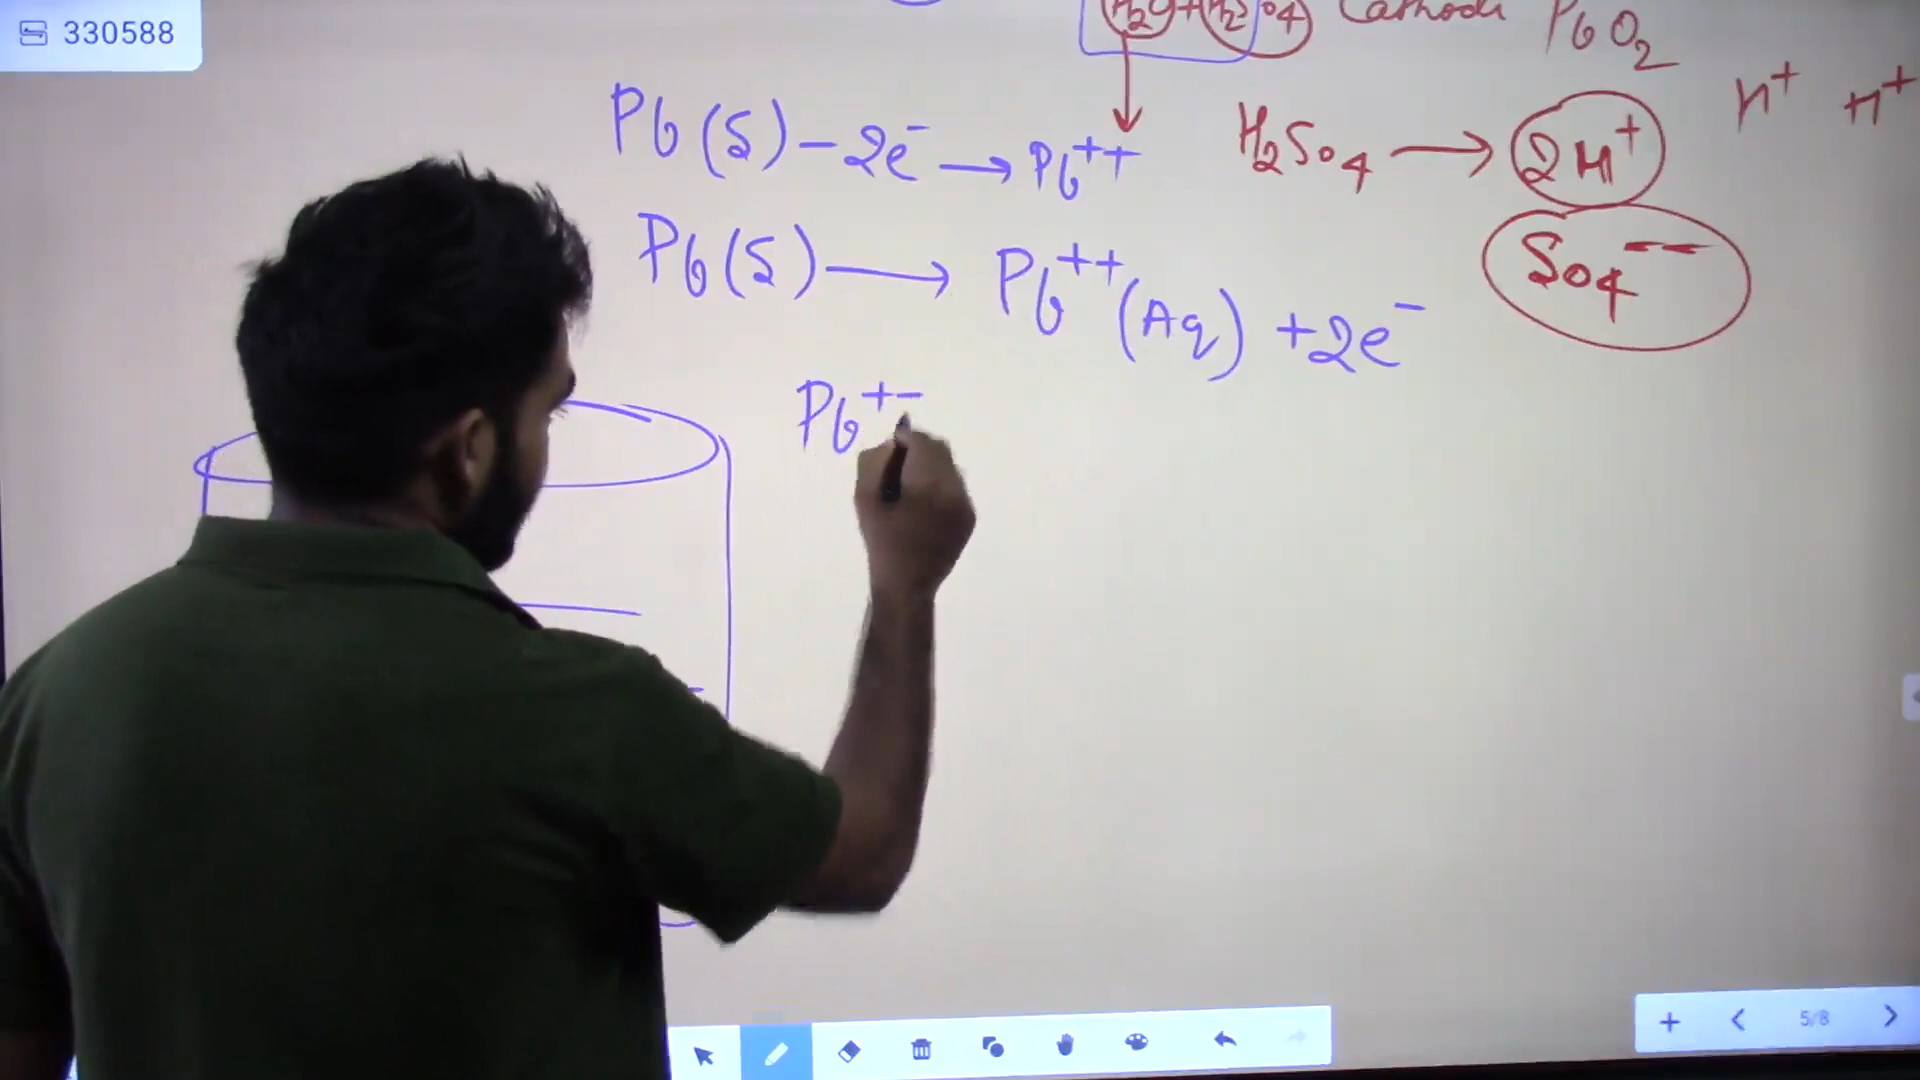 330588
H2O + H2SO4 Cathode PbO2
Pb(S) - 2e⁻ → Pb⁺⁺
H2SO4 → 2H⁺
H⁺ H⁺
SO4⁻⁻
Pb(S) → Pb⁺⁺(Aq) + 2e⁻
Pb⁺⁻
5/8